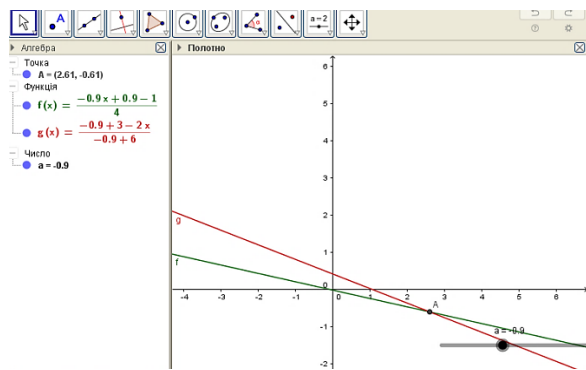 a = 2
Алгебра
Полотно
Точка
A = (2.61, -0.61)
Функція
f(x) = (−0.9 x + 0.9 − 1) / 4
g(x) = (−0.9 + 3 − 2 x) / (−0.9 + 6)
Число
a = -0.9
6
5
4
3
2
1
0
-1
-2
-4 -3 -2 -1 0 1 2 3 4 5 6
g
f
A
a = -0.9